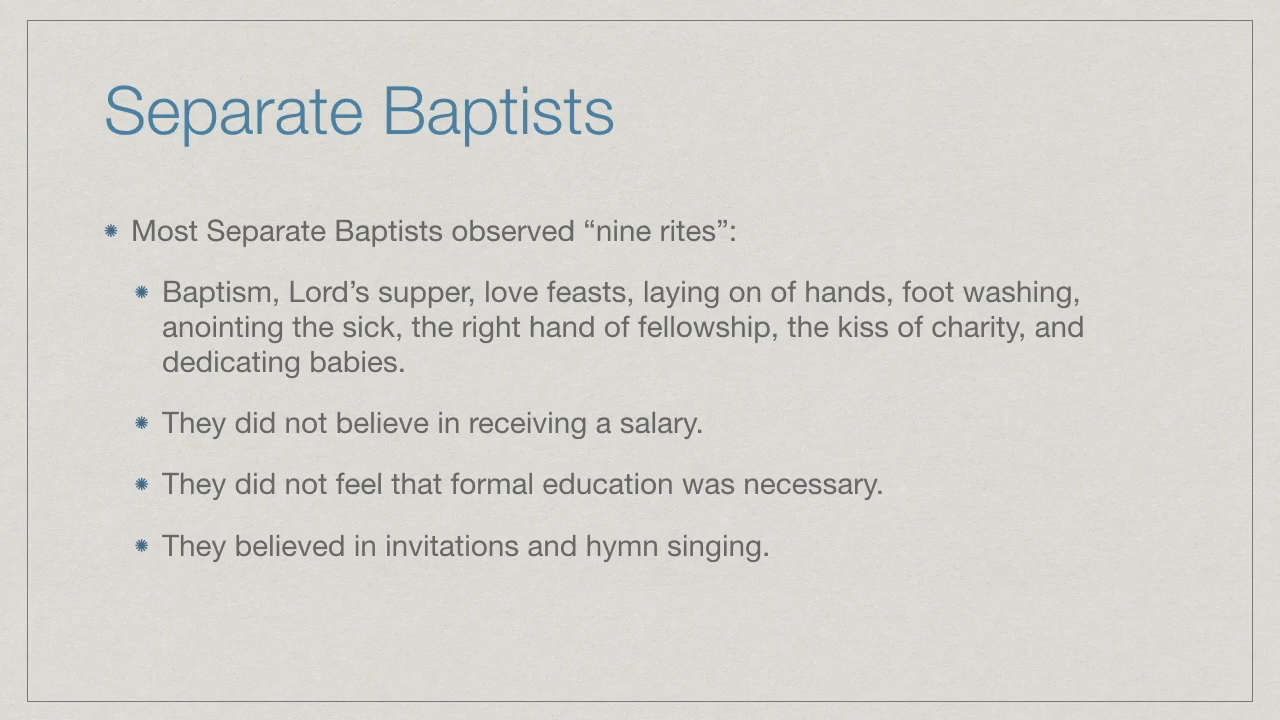 Separate Baptists
Most Separate Baptists observed “nine rites”:
Baptism, Lord’s supper, love feasts, laying on of hands, foot washing,
anointing the sick, the right hand of fellowship, the kiss of charity, and
dedicating babies.
They did not believe in receiving a salary.
They did not feel that formal education was necessary.
They believed in invitations and hymn singing.